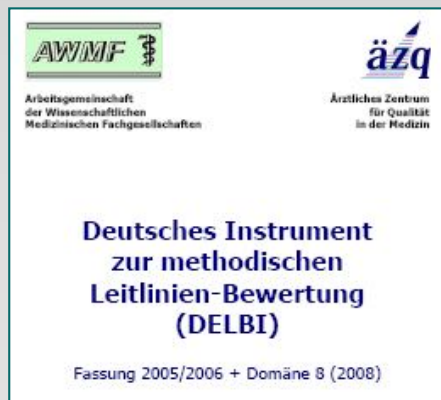 AWMF
äzq
Arbeitsgemeinschaft
der Wissenschaftlichen
Medizinischen Fachgesellschaften
Ärztliches Zentrum
für Qualität
in der Medizin
Deutsches Instrument
zur methodischen
Leitlinien-Bewertung
(DELBI)
Fassung 2005/2006 + Domäne 8 (2008)